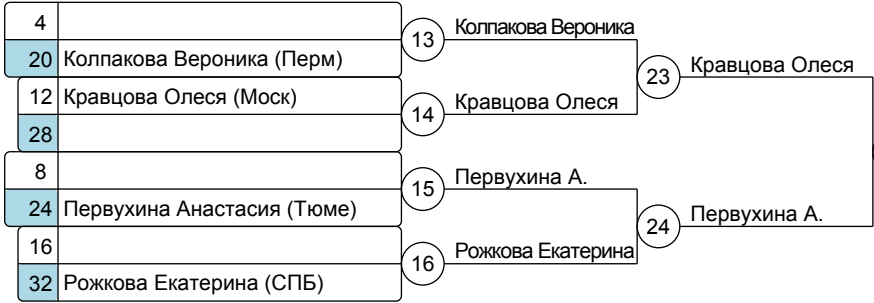 4
20 Колпакова Вероника (Перм)
12 Кравцова Олеся (Моск)
28
8
24 Первухина Анастасия (Тюме)
16
32 Рожкова Екатерина (СПБ)
13 Колпакова Вероника
14 Кравцова Олеся
15 Первухина А.
16 Рожкова Екатерина
23 Кравцова Олеся
24 Первухина А.